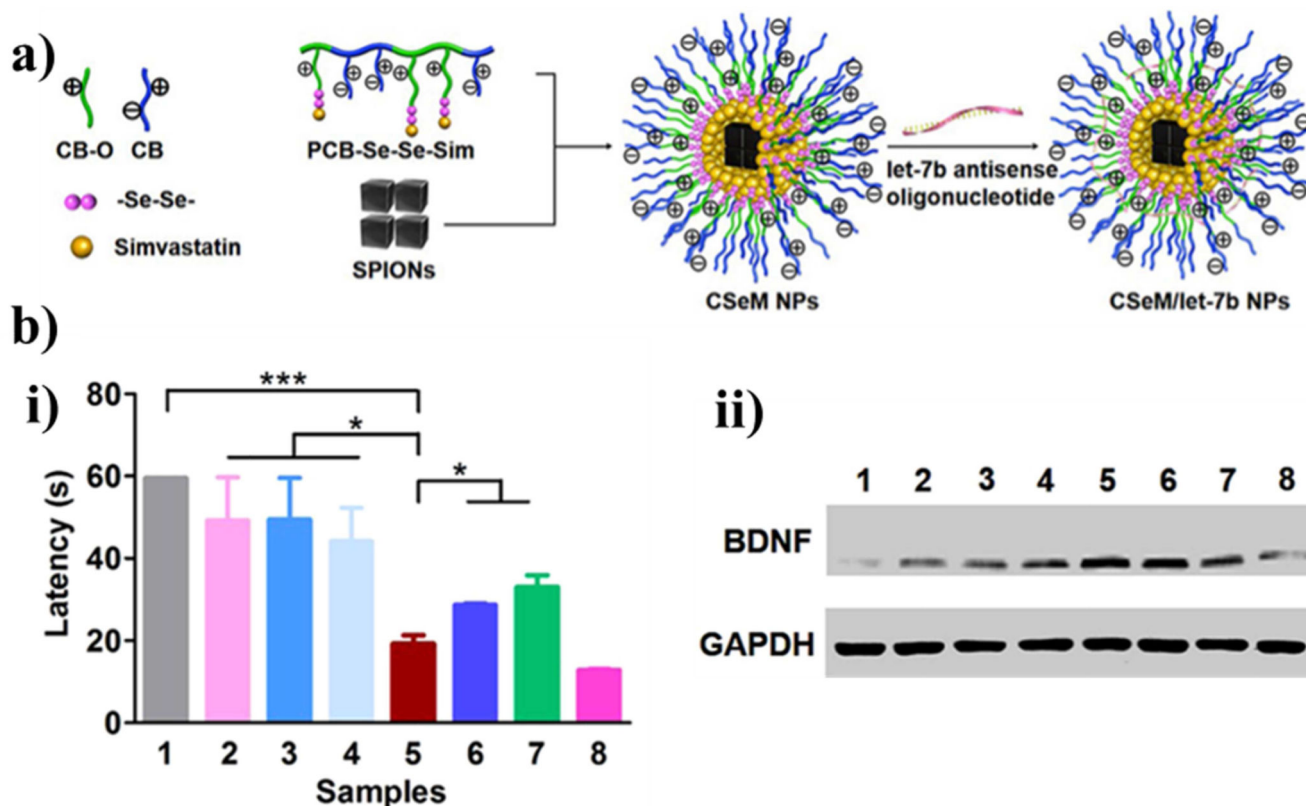 a)
CB-O CB
-Se-Se-
Simvastatin
PCB-Se-Se-Sim
SPIONs
CSeM NPs
let-7b antisense
oligonucleotide
CSeM/let-7b NPs
b)
i)
***
*
*
80
60
40
20
0
Latency (s)
1 2 3 4 5 6 7 8
Samples
ii)
1 2 3 4 5 6 7 8
BDNF
GAPDH